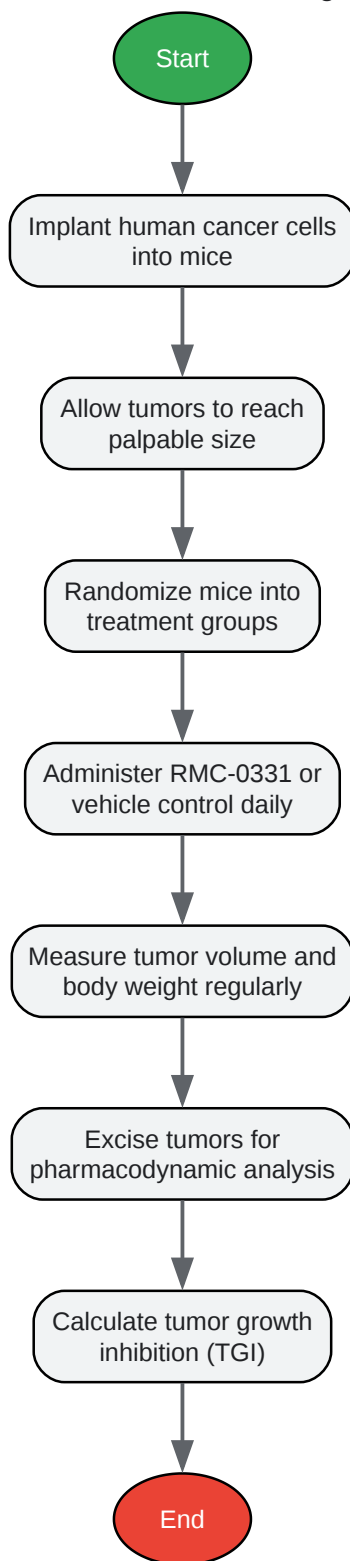 Start
Implant human cancer cells
into mice
Allow tumors to reach
palpable size
Randomize mice into
treatment groups
Administer RMC-0331 or
vehicle control daily
Measure tumor volume and
body weight regularly
Excise tumors for
pharmacodynamic analysis
Calculate tumor growth
inhibition (TGI)
End